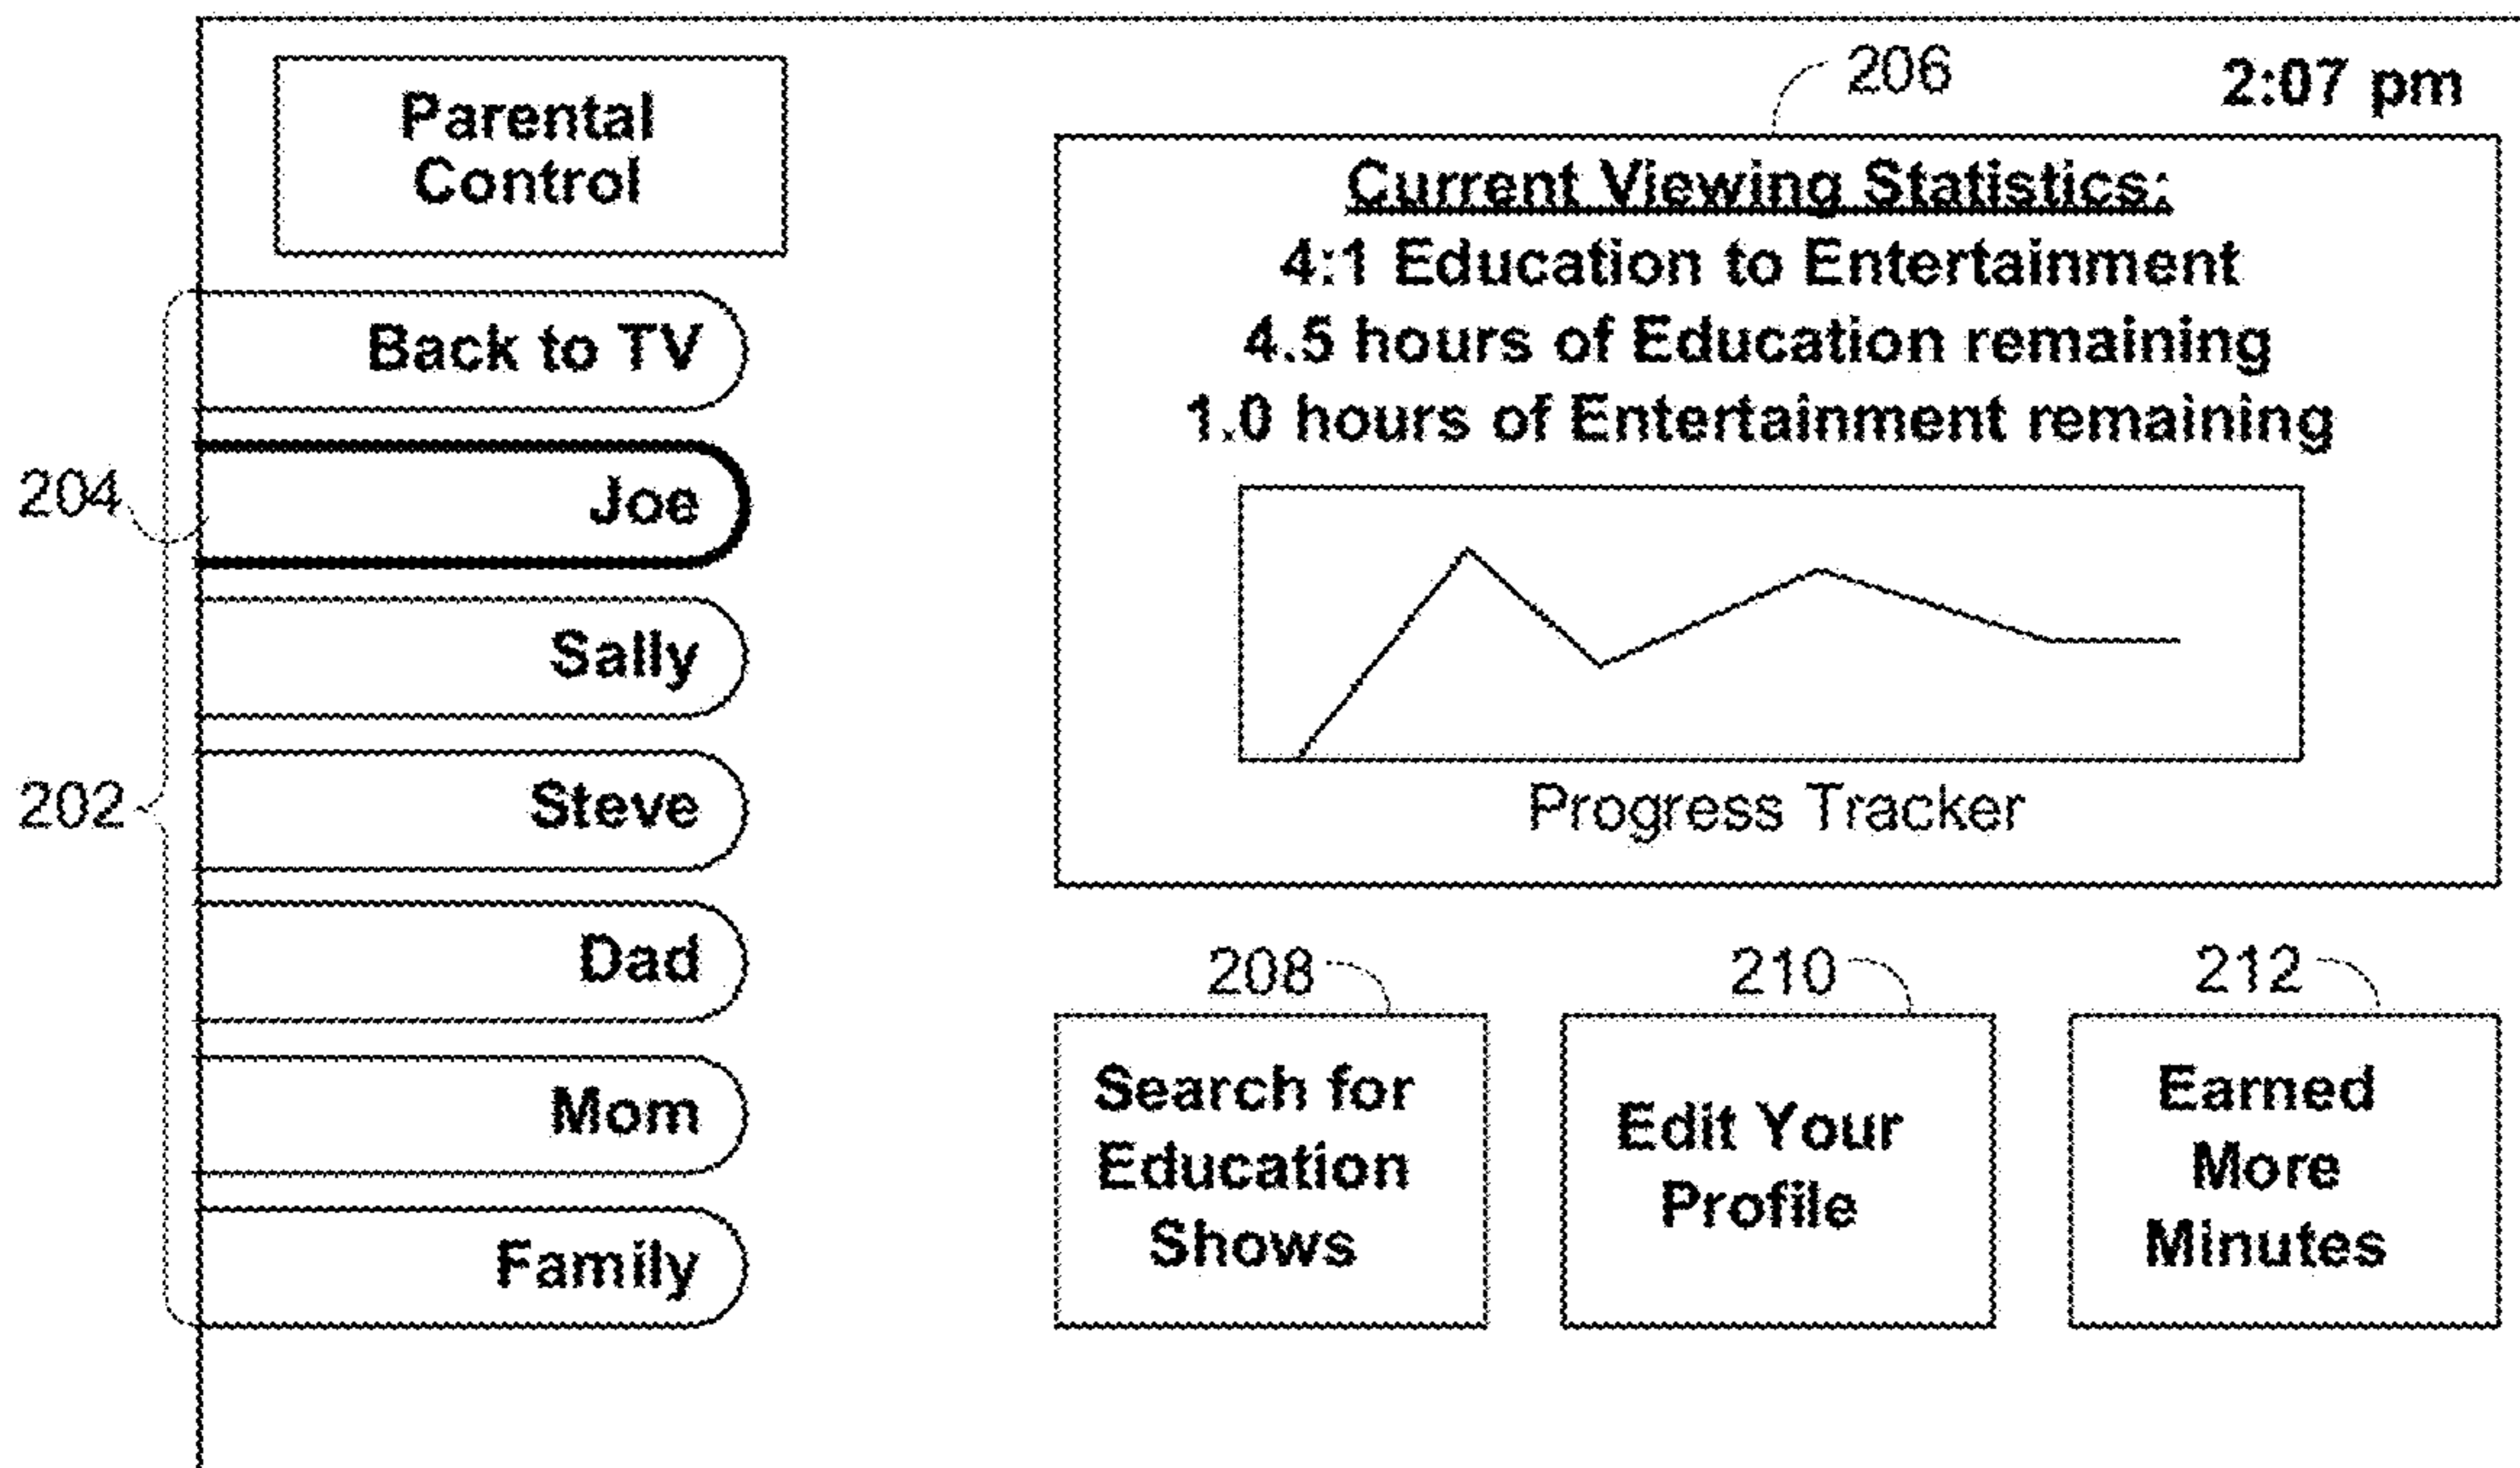 Parental
Control
206
2:07 pm
Current Viewing Statistics:
4:1 Education to Entertainment
4.5 hours of Education remaining
1.0 hours of Entertainment remaining
Progress Tracker
Back to TV
204
Joe
Sally
202
Steve
Dad
Mom
Family
208
Search for
Education
Shows
210
Edit Your
Profile
212
Earned
More
Minutes